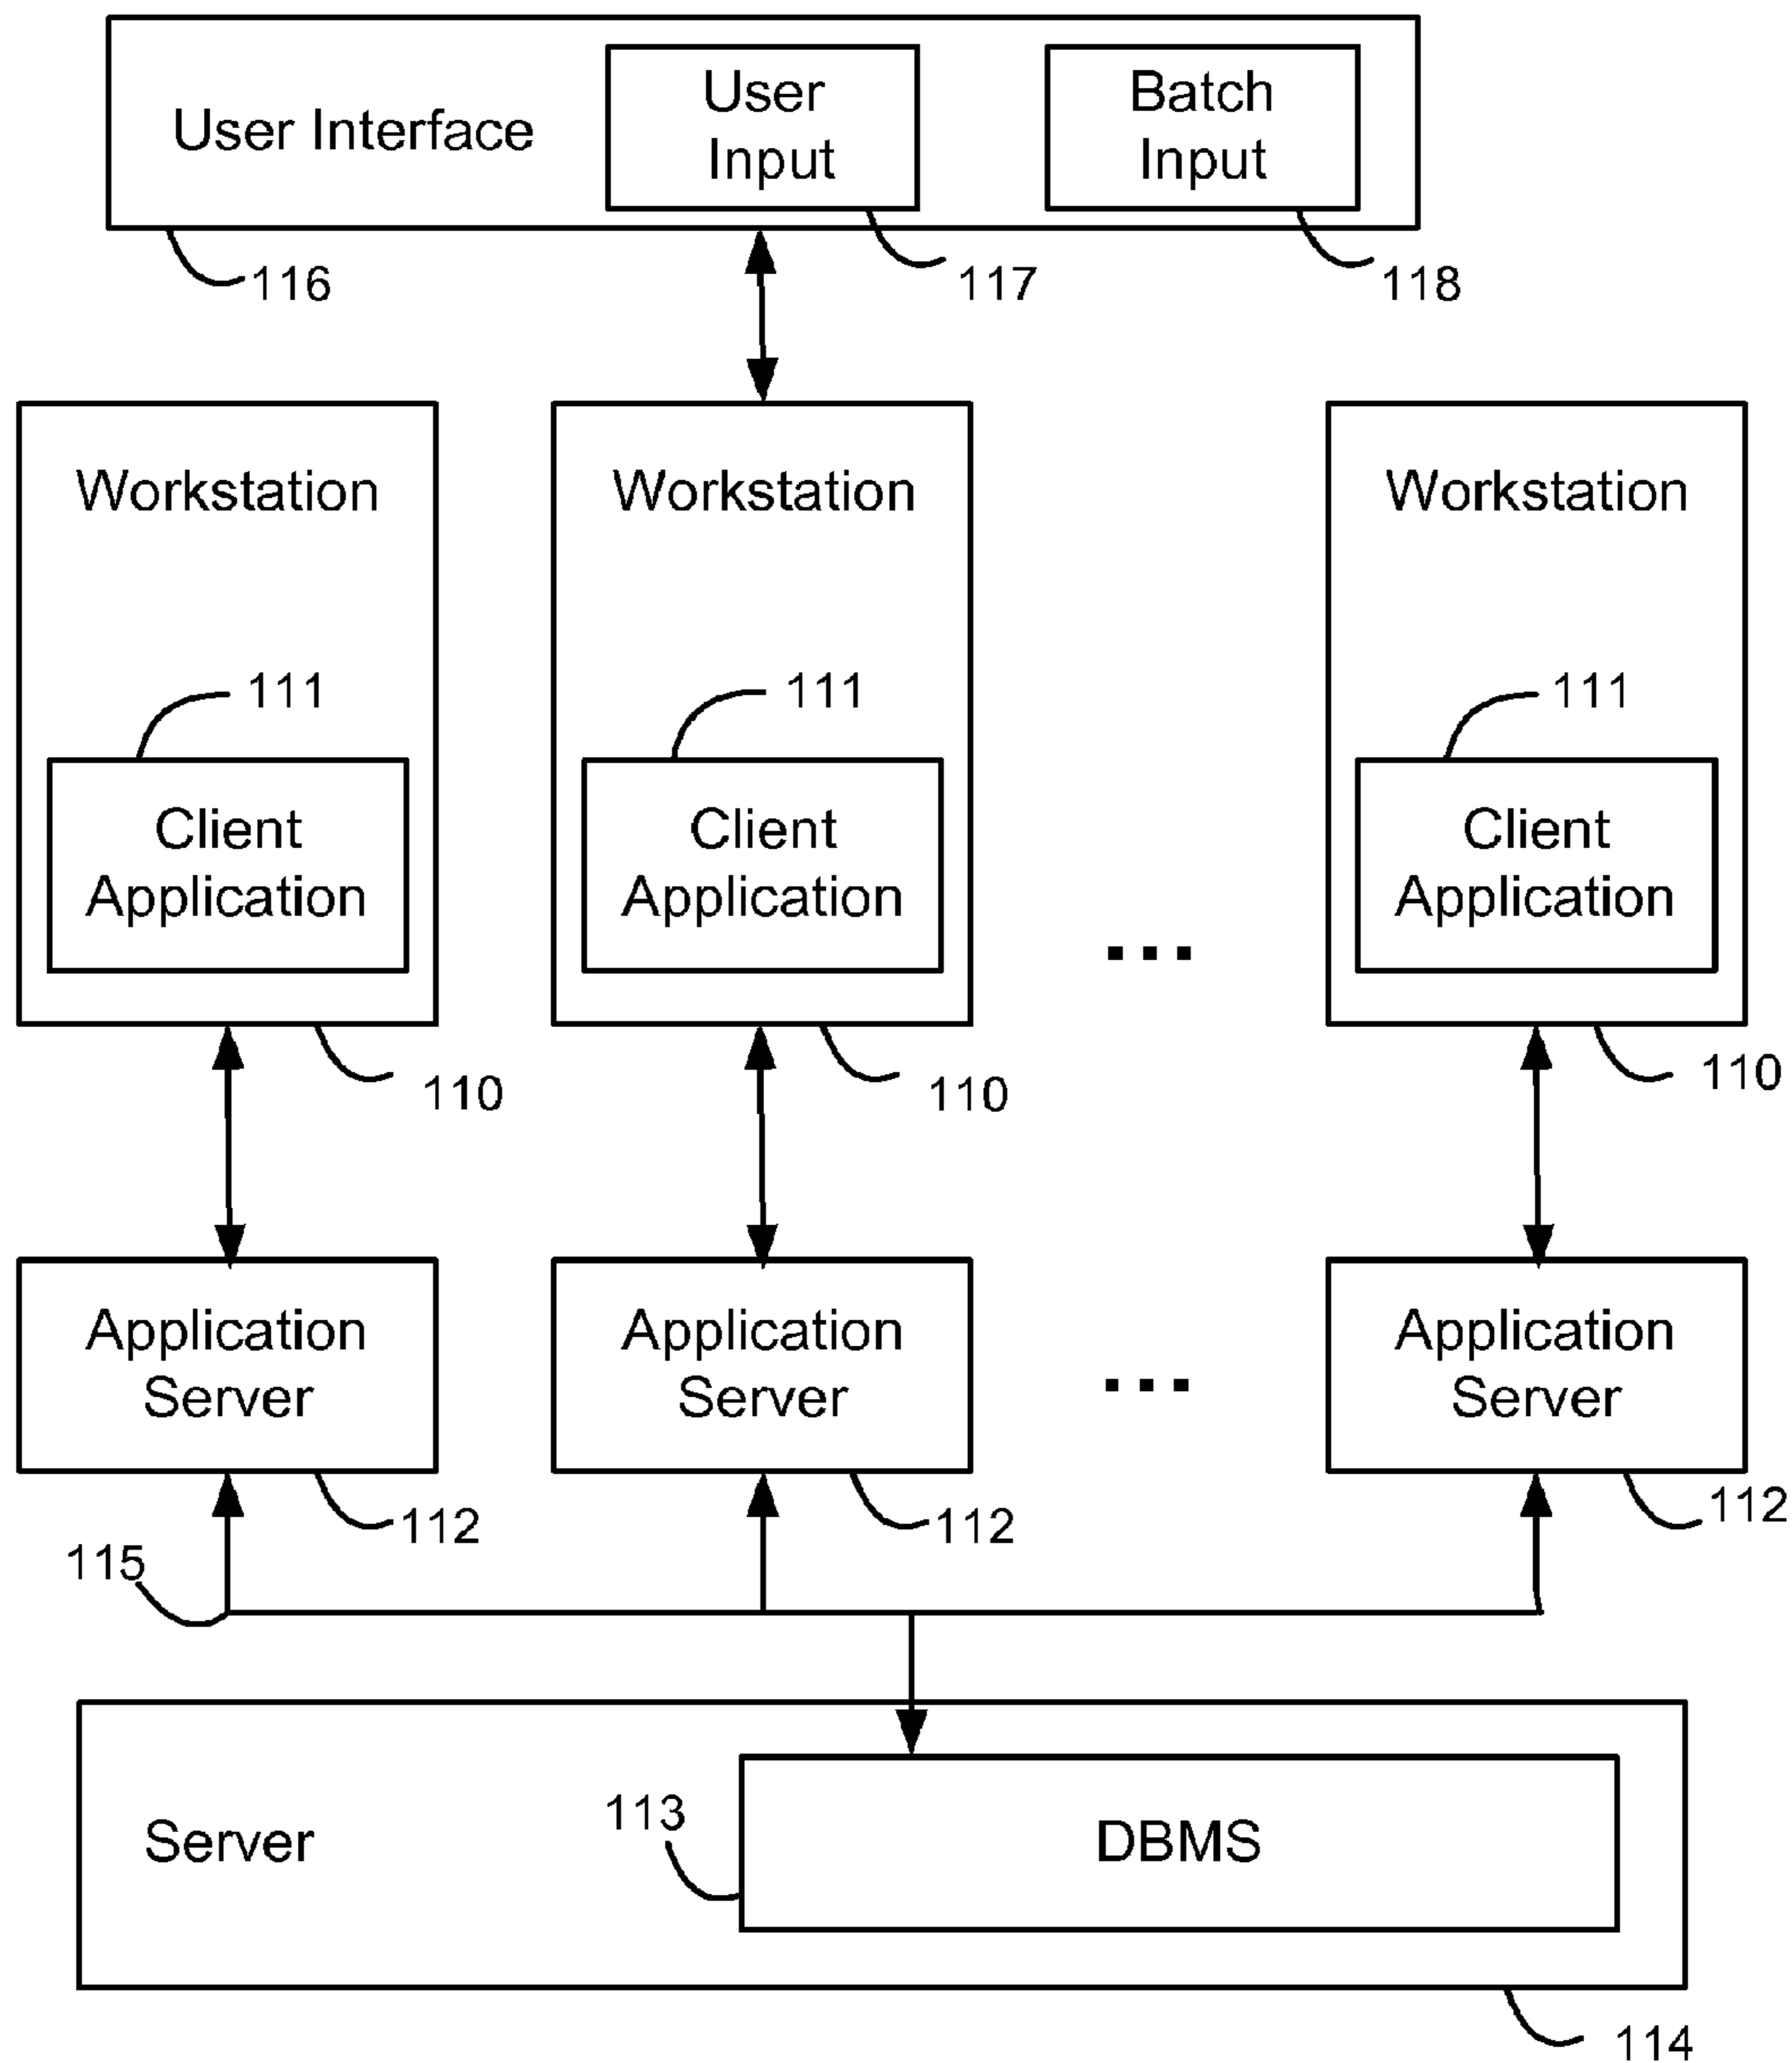 User Interface
User
Input
Batch
Input
116
117
118
Workstation
Workstation
Workstation
111
111
111
Client
Application
Client
Application
Client
Application
...
110
110
110
Application
Server
Application
Server
...
Application
Server
112
112
112
115
113
Server
DBMS
114